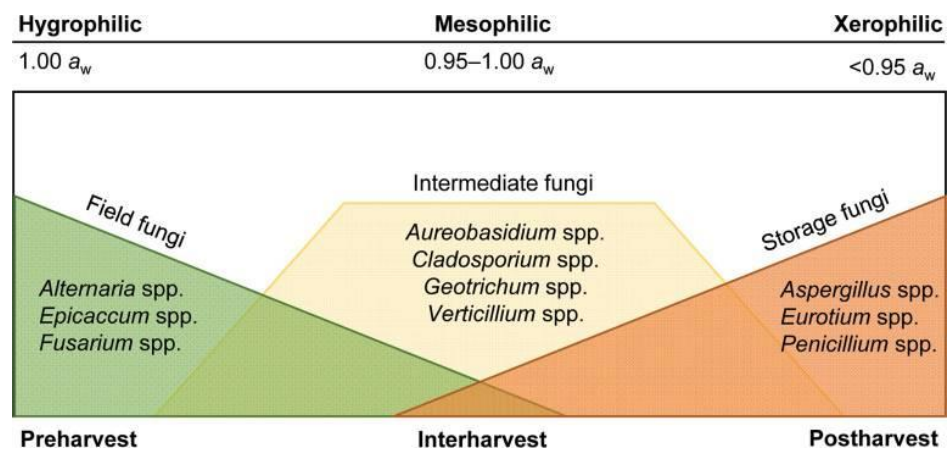 Hygrophilic Mesophilic Xerophilic
1.00 aw 0.95–1.00 aw <0.95 aw
Intermediate fungi
Field fungi
Storage fungi
Aureobasidium spp.
Cladosporium spp.
Geotrichum spp.
Verticillium spp.
Alternaria spp.
Epicaccum spp.
Fusarium spp.
Aspergillus spp.
Eurotium spp.
Penicillium spp.
Preharvest Interharvest Postharvest